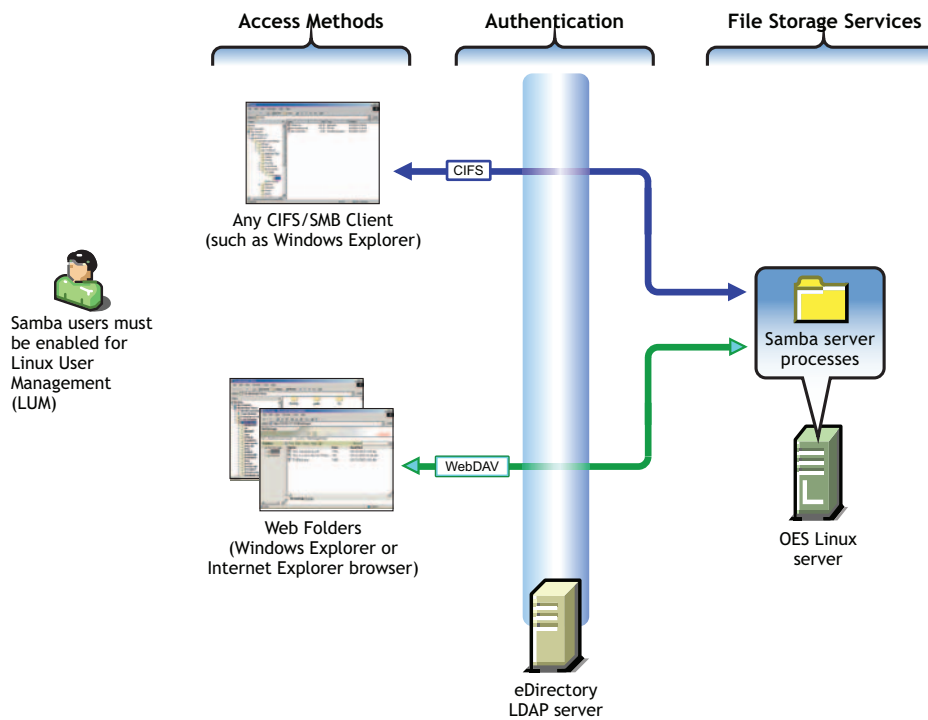 Access Methods
Authentication
File Storage Services
CIFS
Any CIFS/SMB Client
(such as Windows Explorer)
Samba users must
be enabled for
Linux User
Management
(LUM)
Samba server
processes
WebDAV
Web Folders
(Windows Explorer or
Internet Explorer browser)
OES Linux
server
eDirectory
LDAP server